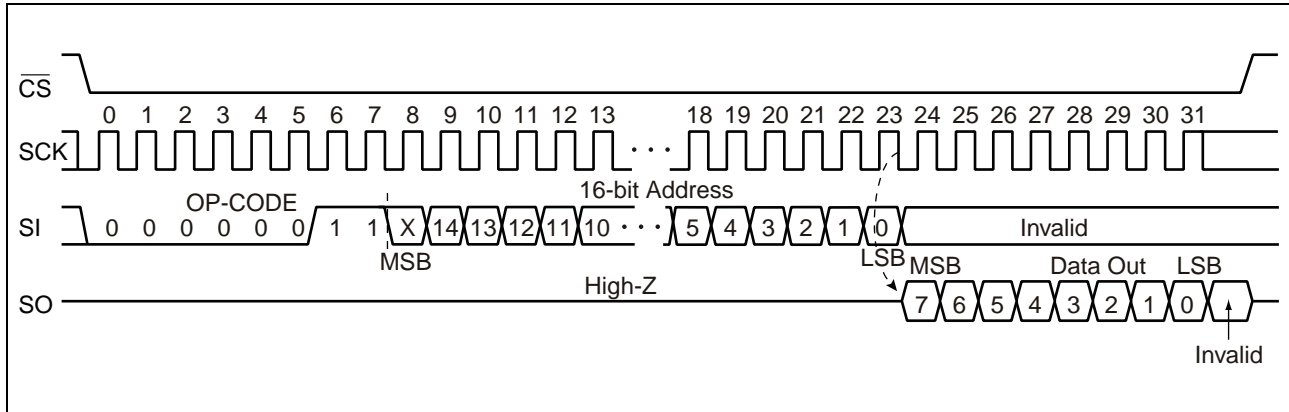 CS
0 1 2 3 4 5 6 7 8 9 10 11 12 13 18 19 20 21 22 23 24 25 26 27 28 29 30 31
SCK
OP-CODE 16-bit Address
SI 0 0 0 0 0 0 1 1 X 14 13 12 11 10 5 4 3 2 1 0 Invalid
MSB LSB MSB Data Out LSB
High-Z
SO 7 6 5 4 3 2 1 0
Invalid